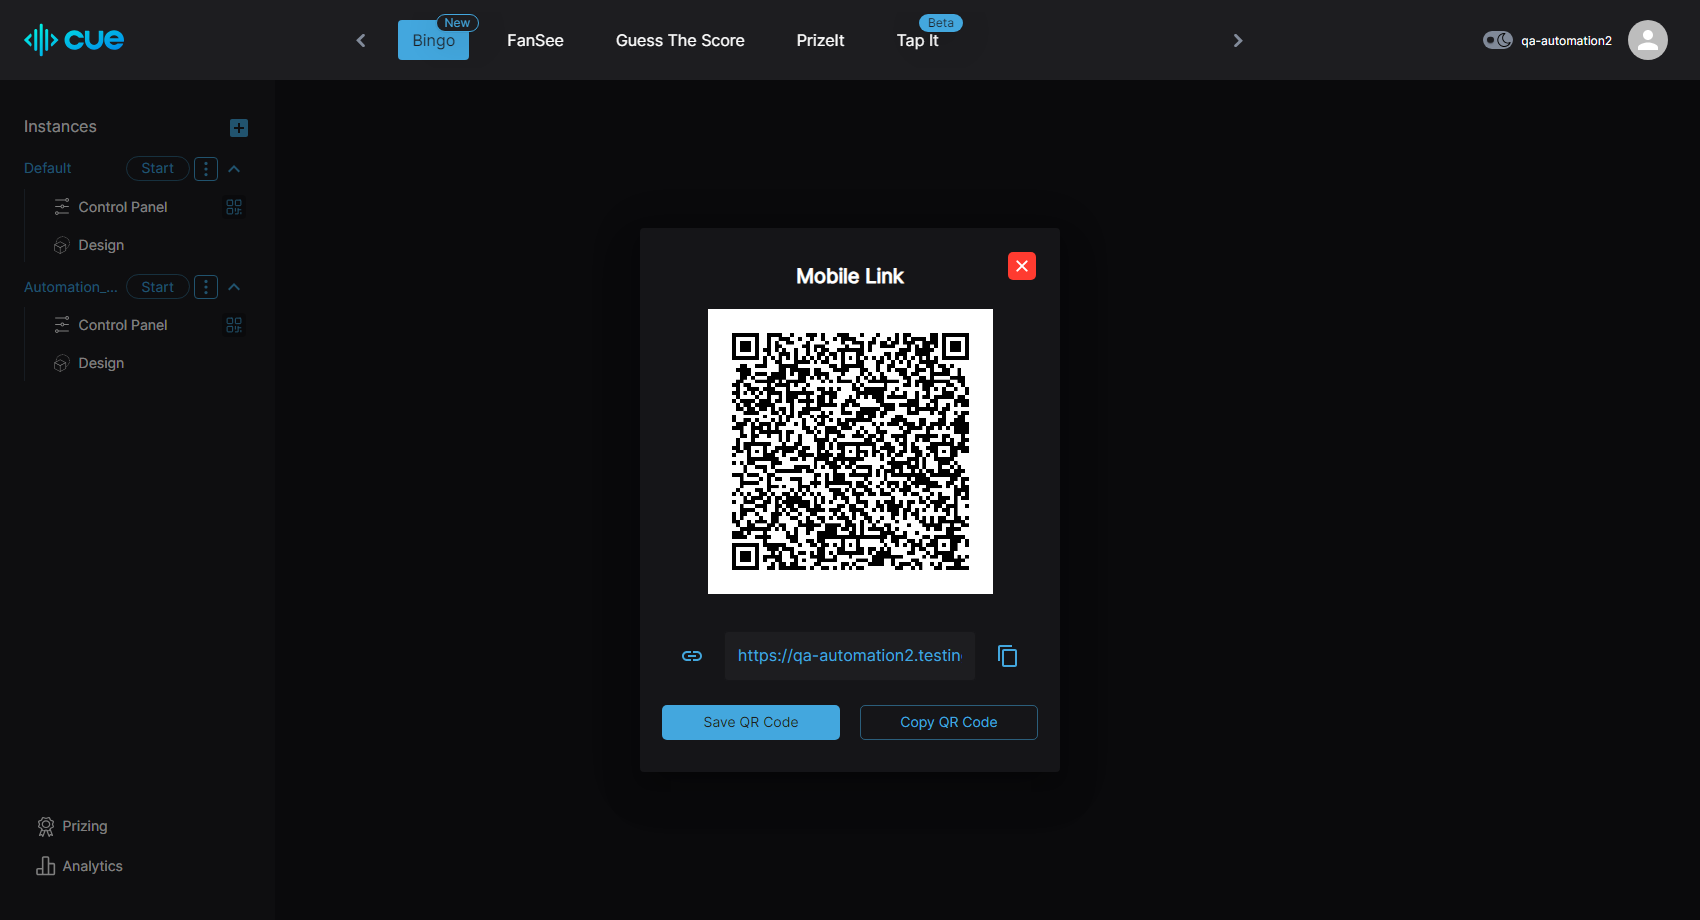 cue
Bingo
New
FanSee
Guess The Score
PrizeIt
Tap It
Beta
qa-automation2
Instances
Default
Start
Control Panel
Design
Automation_...
Start
Control Panel
Design
Prizing
Analytics
Mobile Link
https://qa-automation2.testin
Save QR Code
Copy QR Code